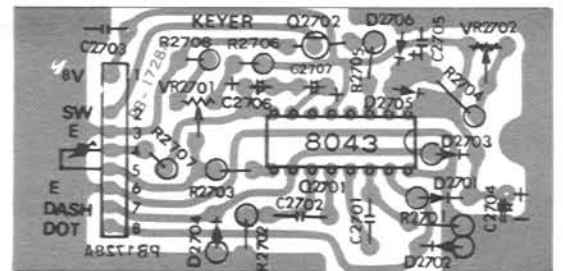 KEYER
Q2702
D2706
VR2702
C2703
R2708
R2706
R2705
C2705
8V
1
VR2701
C2707
R2704
C2706
D2705
SW
2
E
3
8043
4
R2707
D2703
5
R2703
Q2701
D2701
E
6
C2702
C2701
R2701
C2704
DASH
7
D2704
R2702
DOT
8
D2702
PB1728A